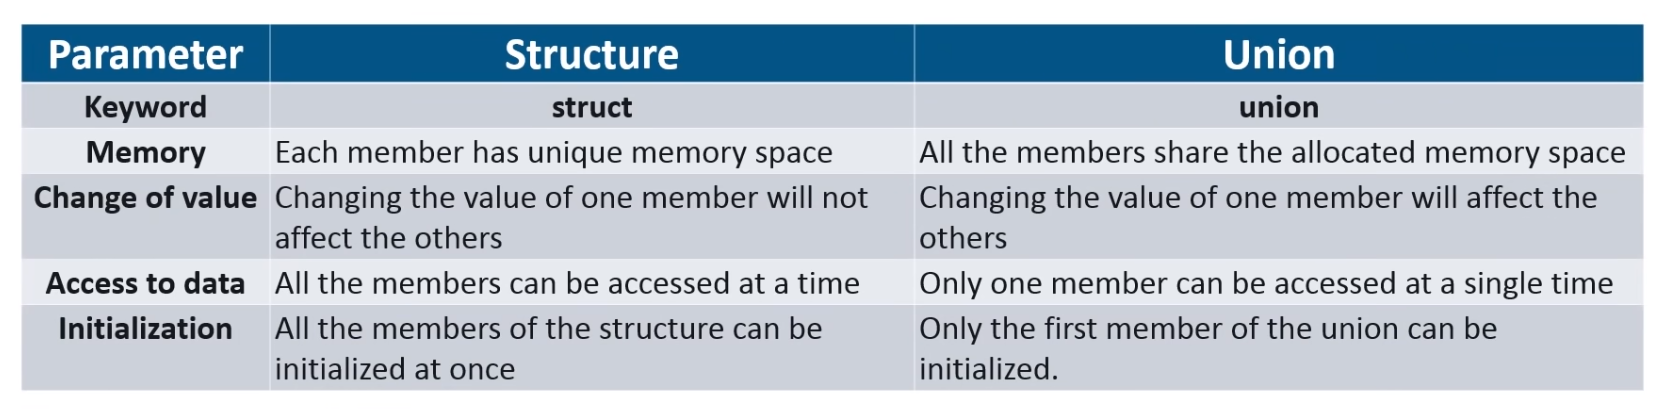 Parameter Structure Union
Keyword struct union
Memory Each member has unique memory space All the members share the allocated memory space
Change of value Changing the value of one member will not Changing the value of one member will affect the
affect the others others
Access to data All the members can be accessed at a time Only one member can be accessed at a single time
Initialization All the members of the structure can be Only the first member of the union can be
initialized at once initialized.